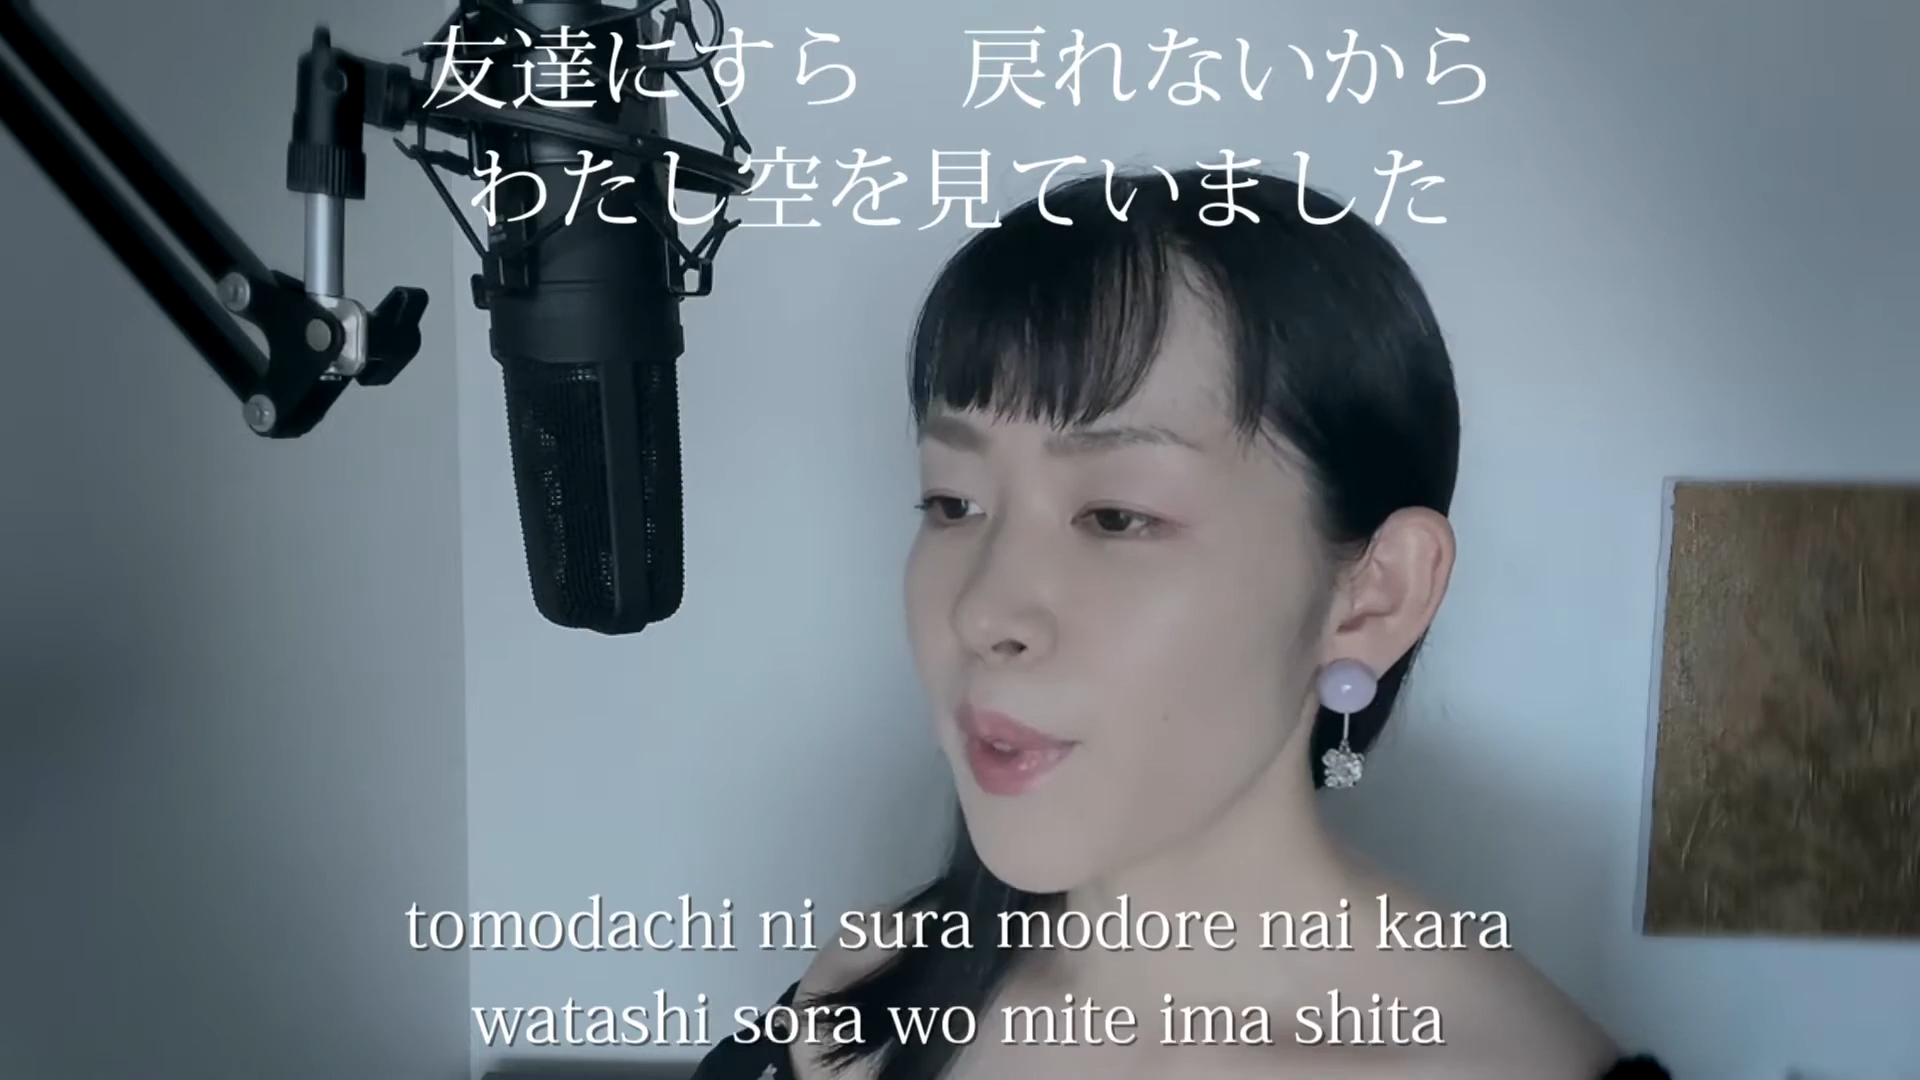 友達にすら　戻れないから
わたし空を見ていました
tomodachi ni sura modore nai kara
watashi sora wo mite ima shita